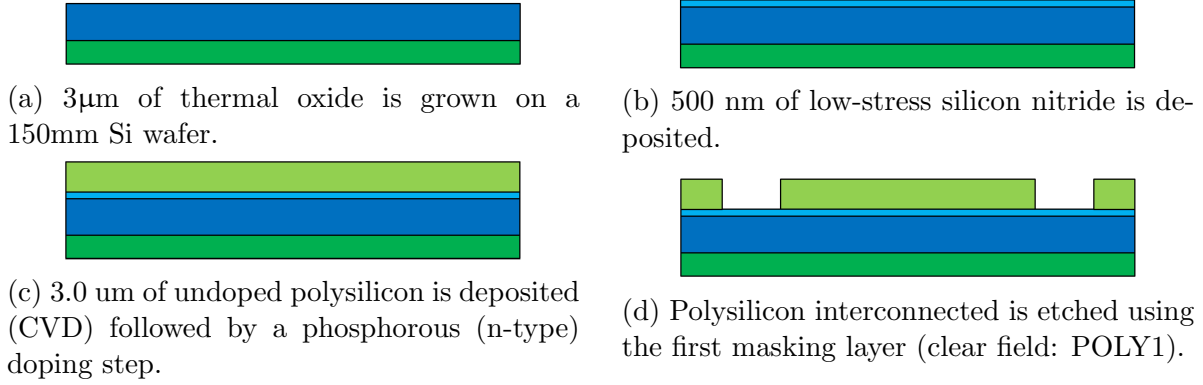 (a) 3µm of thermal oxide is grown on a
150mm Si wafer.
(b) 500 nm of low-stress silicon nitride is de-
posited.
(c) 3.0 um of undoped polysilicon is deposited
(CVD) followed by a phosphorous (n-type)
doping step.
(d) Polysilicon interconnected is etched using
the first masking layer (clear field: POLY1).